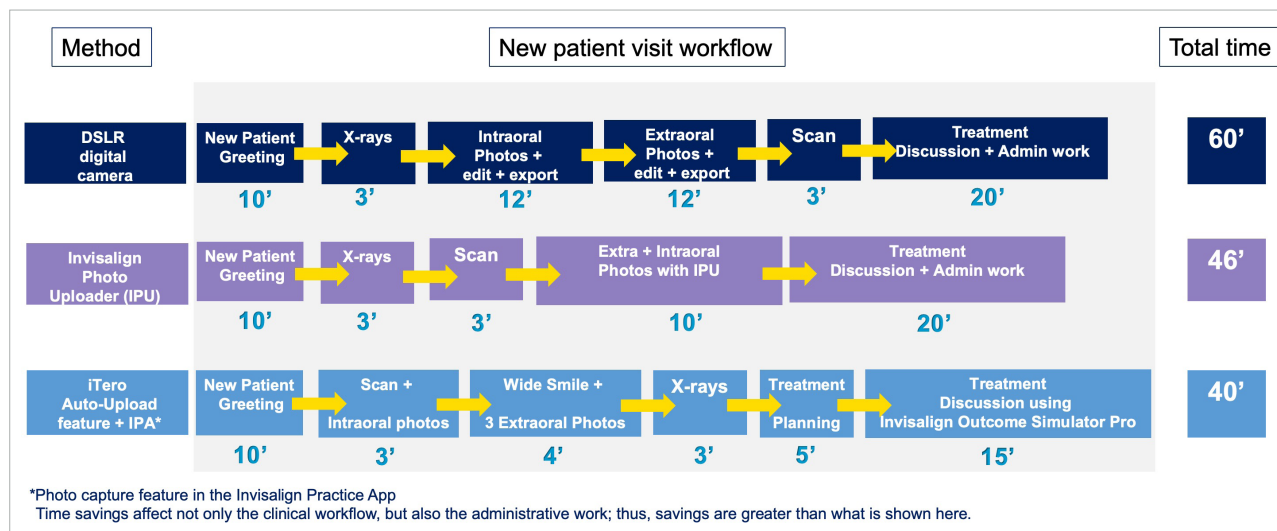 Method
New patient visit workflow
Total time
DSLR
digital
camera
New Patient
Greeting
X-rays
Intraoral
Photos +
edit + export
Extraoral
Photos +
edit + export
Scan
Treatment
Discussion + Admin work
60’
10’
3’
12’
12’
3’
20’
Invisalign
Photo
Uploader (IPU)
New Patient
Greeting
X-rays
Scan
Extra + Intraoral
Photos with IPU
Treatment
Discussion + Admin work
46’
10’
3’
3’
10’
20’
iTero
Auto-Upload
feature + IPA*
New Patient
Greeting
Scan +
Intraoral photos
Wide Smile +
3 Extraoral Photos
X-rays
Treatment
Planning
Treatment
Discussion using
Invisalign Outcome Simulator Pro
40’
10’
3’
4’
3’
5’
15’
*Photo capture feature in the Invisalign Practice App
Time savings affect not only the clinical workflow, but also the administrative work; thus, savings are greater than what is shown here.